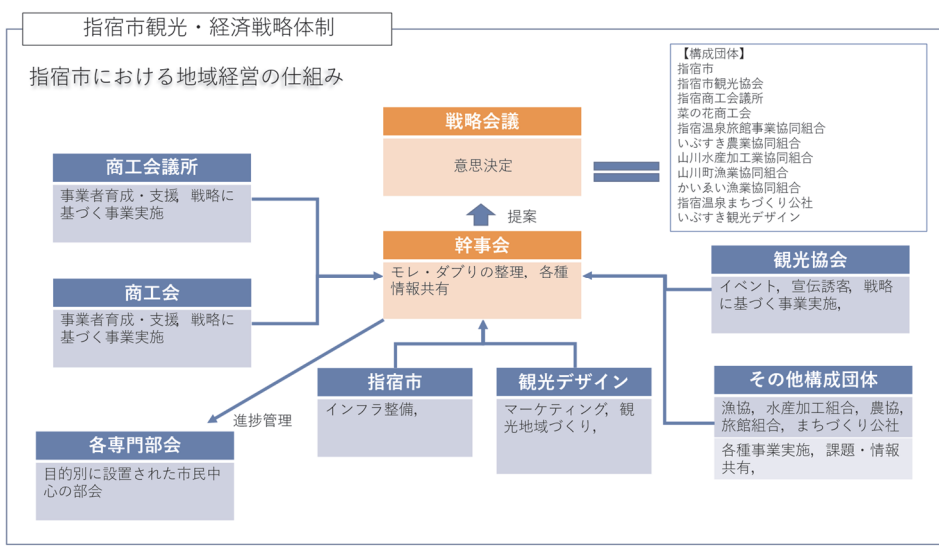 指宿市観光・経済戦略体制
指宿市における地域経営の仕組み
【構成団体】
指宿市
指宿市観光協会
指宿商工会議所
菜の花商工会
指宿温泉旅館事業協同組合
いぶすき農業協同組合
山川水産加工業協同組合
山川町漁業協同組合
かいゑい漁業協同組合
指宿温泉まちづくり公社
いぶすき観光デザイン
戦略会議
意思決定
提案
幹事会
モレ・ダブりの整理，各種
情報共有
商工会議所
事業者育成・支援，戦略に
基づく事業実施
商工会
事業者育成・支援，戦略に
基づく事業実施
観光協会
イベント，宣伝誘客，戦略
に基づく事業実施，
指宿市
インフラ整備，
観光デザイン
マーケティング，観
光地域づくり，
その他構成団体
漁協，水産加工組合，農協，
旅館組合，まちづくり公社
各種事業実施，課題・情報
共有，
進捗管理
各専門部会
目的別に設置された市民中
心の部会